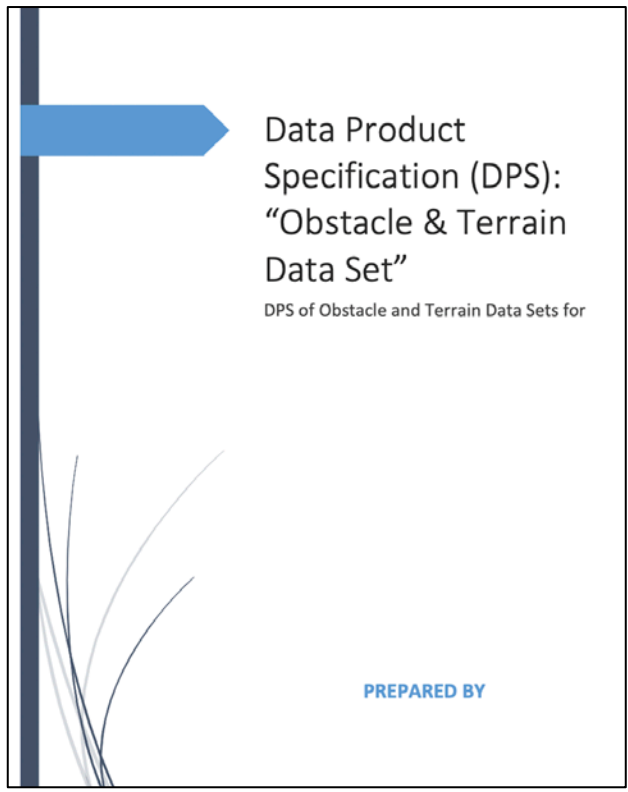 Data Product
Specification (DPS):
“Obstacle & Terrain
Data Set”
DPS of Obstacle and Terrain Data Sets for
PREPARED BY